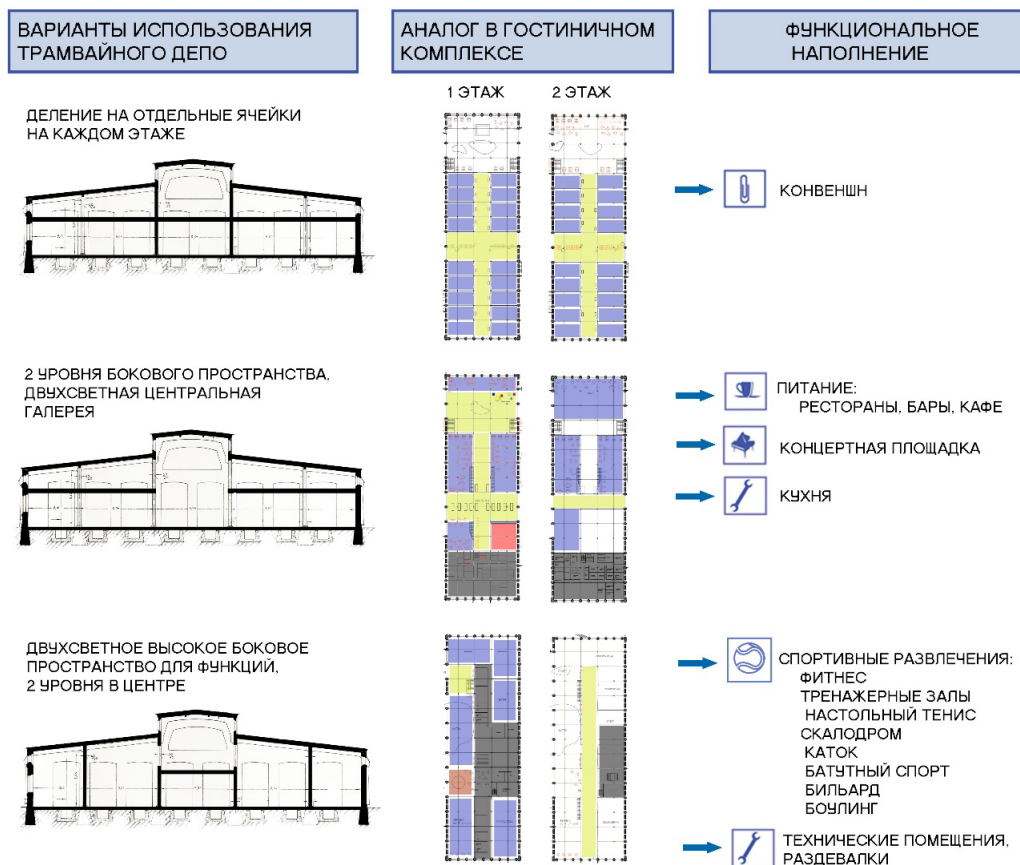 ВАРИАНТЫ ИСПОЛЬЗОВАНИЯ
ТРАМВАЙНОГО ДЕПО
АНАЛОГ В ГОСТИНИЧНОМ
КОМПЛЕКСЕ
ФУНКЦИОНАЛЬНОЕ
НАПОЛНЕНИЕ
1 ЭТАЖ
2 ЭТАЖ
ДЕЛЕНИЕ НА ОТДЕЛЬНЫЕ ЯЧЕЙКИ
НА КАЖДОМ ЭТАЖЕ
КОНВЕНШН
2 УРОВНЯ БОКОВОГО ПРОСТРАНСТВА,
ДВУХСВЕТНАЯ ЦЕНТРАЛЬНАЯ
ГАЛЕРЕЯ
ПИТАНИЕ:
РЕСТОРАНЫ, БАРЫ, КАФЕ
КОНЦЕРТНАЯ ПЛОЩАДКА
КУХНЯ
ДВУХСВЕТНОЕ ВЫСОКОЕ БОКОВОЕ
ПРОСТРАНСТВО ДЛЯ ФУНКЦИЙ,
2 УРОВНЯ В ЦЕНТРЕ
СПОРТИВНЫЕ РАЗВЛЕЧЕНИЯ:
ФИТНЕС
ТРЕНАЖЕРНЫЕ ЗАЛЫ
НАСТОЛЬНЫЙ ТЕНИС
СКАЛОДРОМ
КАТОК
БАТУТНЫЙ СПОРТ
БИЛЬЯРД
БОУЛИНГ
ТЕХНИЧЕСКИЕ ПОМЕЩЕНИЯ,
РАЗДЕВАЛКИ